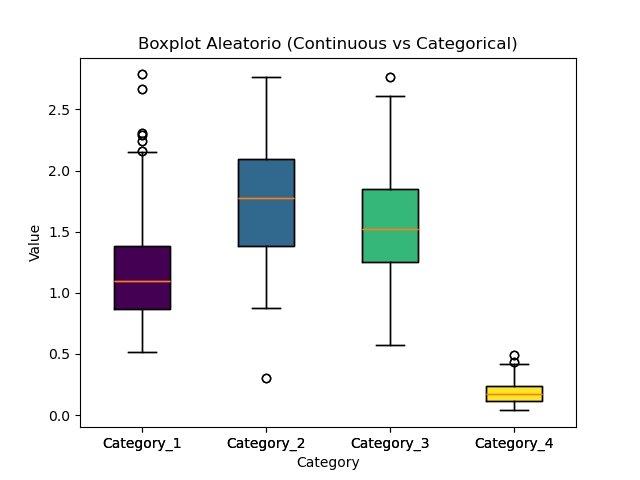 Boxplot Aleatorio (Continuous vs Categorical)
Value
2.5
2.0
1.5
1.0
0.5
0.0
Category_1 Category_2 Category_3 Category_4
Category